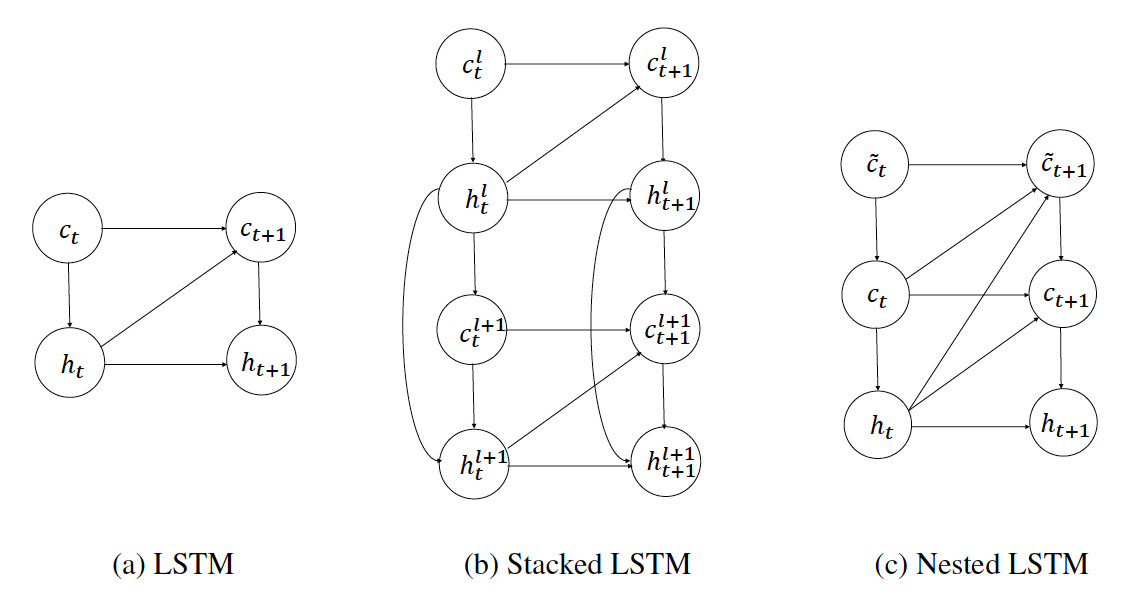 c_t^l
c_{t+1}^l
c̃_t
c̃_{t+1}
h_t^l
h_{t+1}^l
c_t
c_{t+1}
c_t
c_{t+1}
c_t^{l+1}
c_{t+1}^{l+1}
h_t
h_{t+1}
h_t
h_{t+1}
h_t^{l+1}
h_{t+1}^{l+1}
(a) LSTM
(b) Stacked LSTM
(c) Nested LSTM